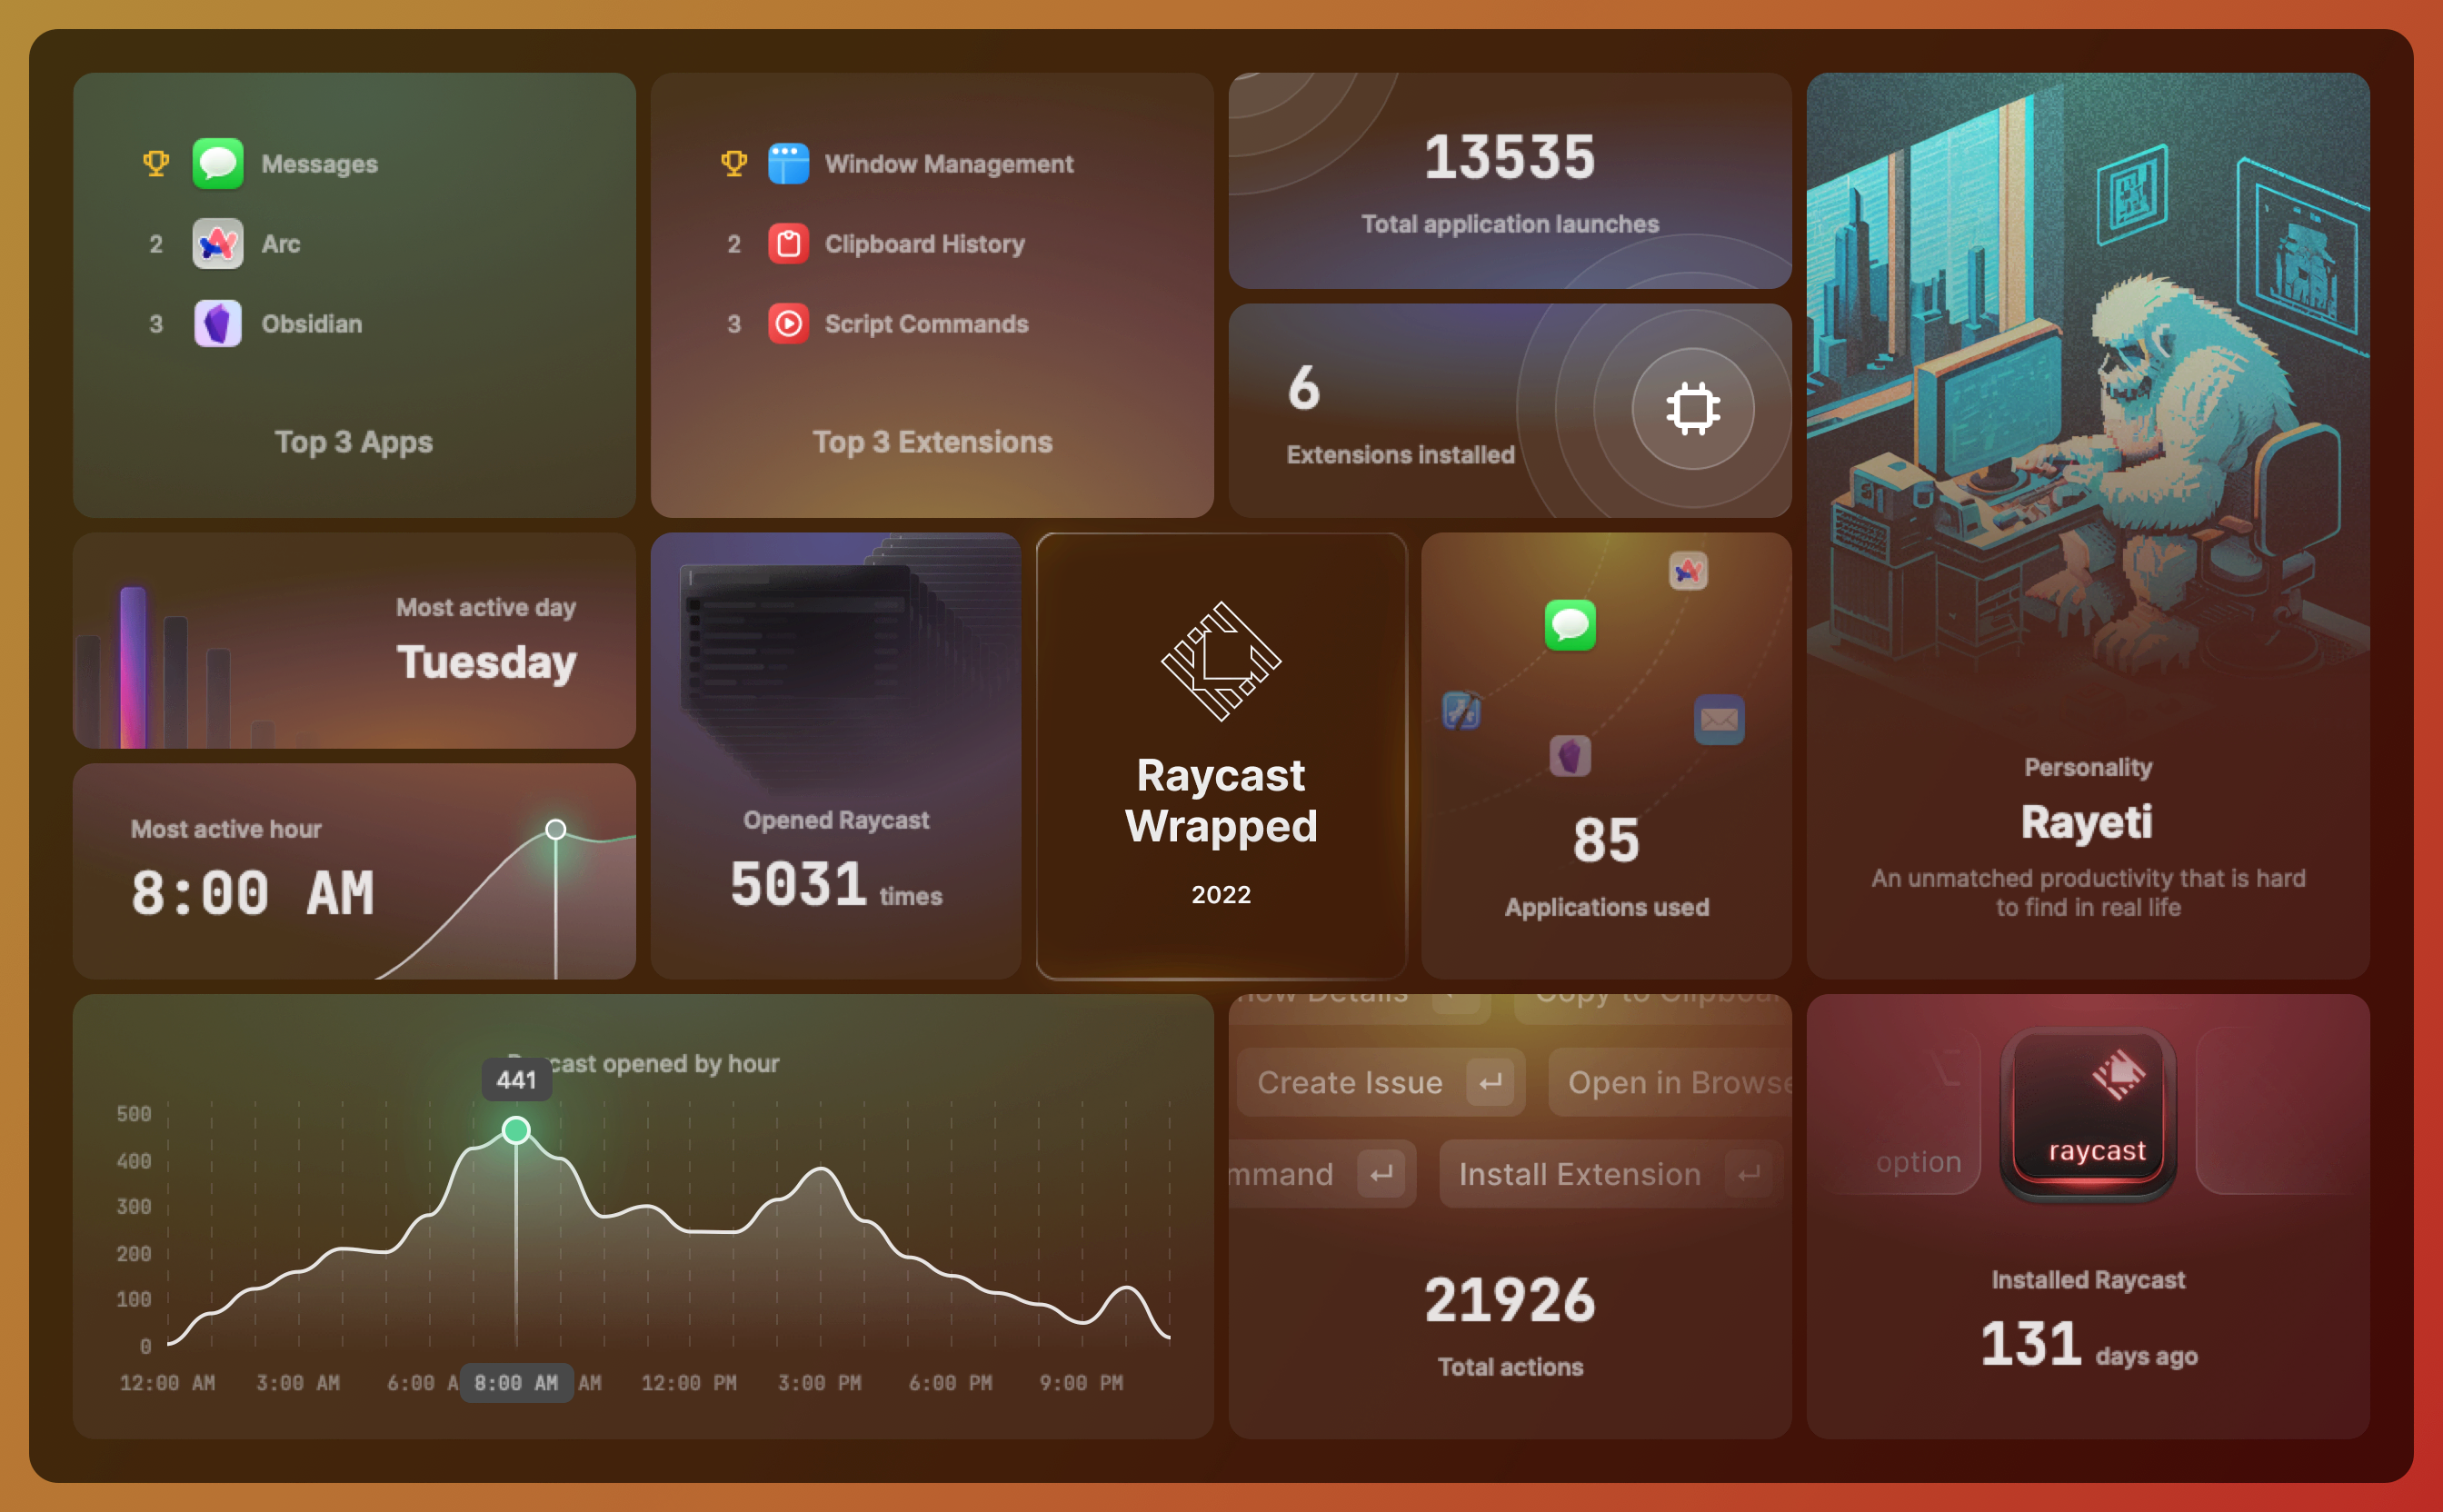 Messages
2 Arc
3 Obsidian
Top 3 Apps
Window Management
2 Clipboard History
3 Script Commands
Top 3 Extensions
13535
Total application launches
6
Extensions installed
Most active day
Tuesday
Most active hour
8:00 AM
Opened Raycast
5031 times
Raycast
Wrapped
2022
85
Applications used
Personality
Rayeti
An unmatched productivity that is hard
to find in real life
cast opened by hour
441
500
400
300
200
100
0
12:00 AM 3:00 AM 6:00 A 8:00 AM AM 12:00 PM 3:00 PM 6:00 PM 9:00 PM
Details Copy to
Create Issue Open in Browse
mmand Install Extension
21926
Total actions
option
raycast
Installed Raycast
131 days ago